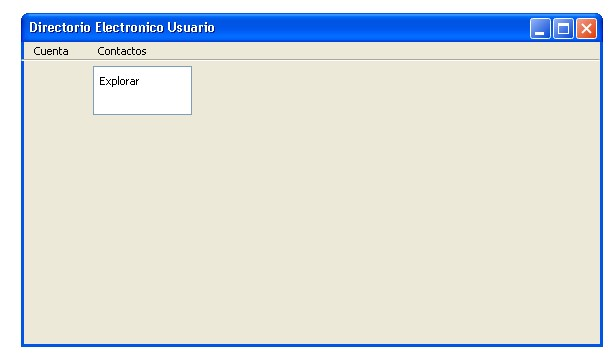 Directorio Electronico Usuario
Cuenta Contactos
Explorar